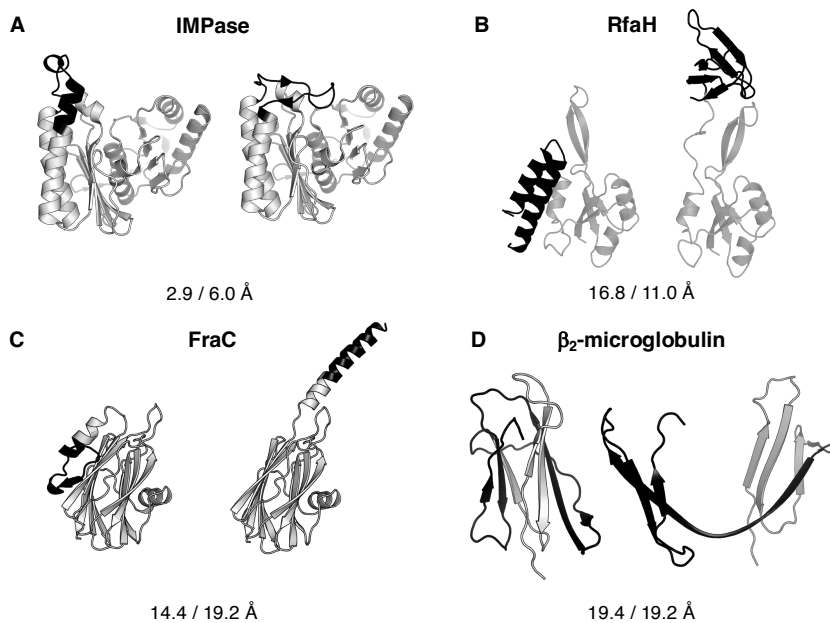 A IMPase
B RfaH
2.9 / 6.0 Å
16.8 / 11.0 Å
C FraC
D β2-microglobulin
14.4 / 19.2 Å
19.4 / 19.2 Å